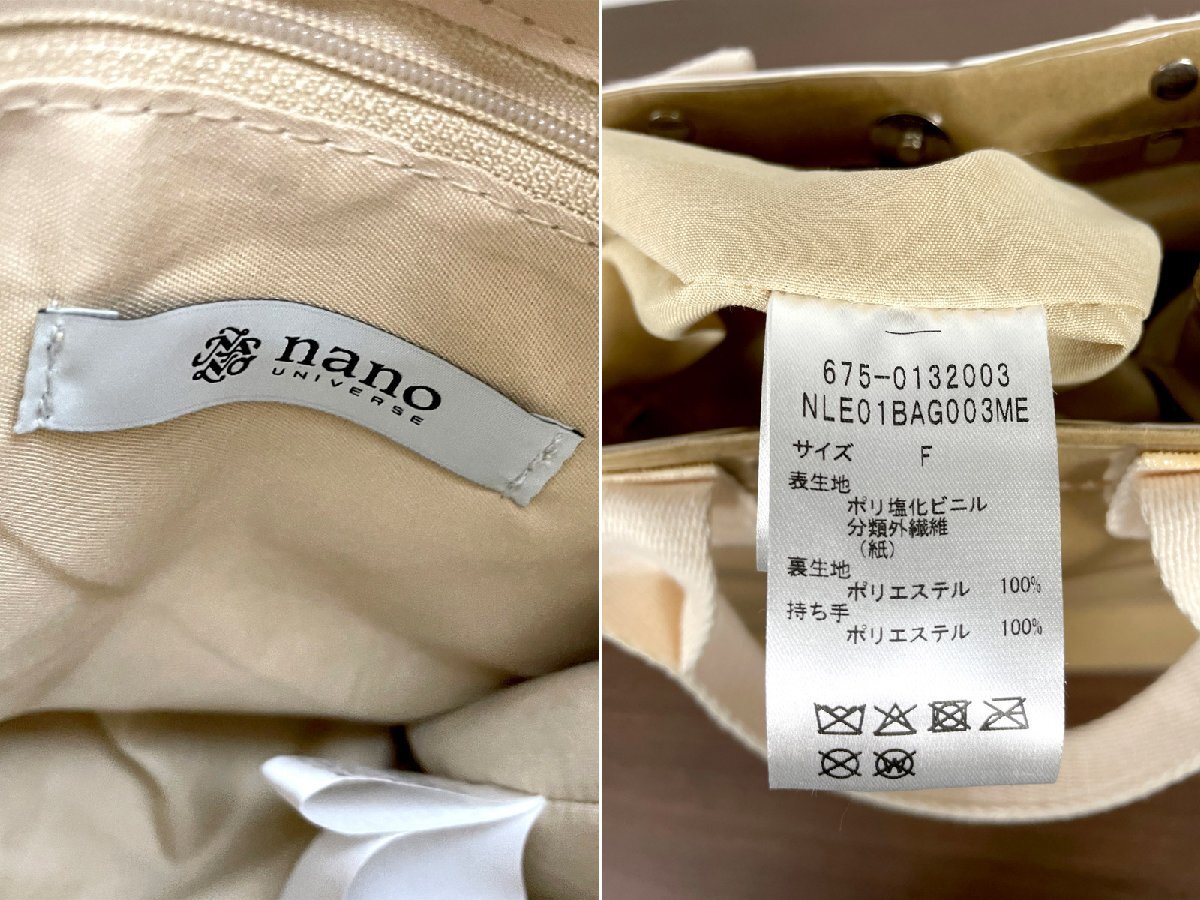 nano
UNIVERSE
675-0132003
NLE01BAG003ME
サイズ F
表生地
ポリ塩化ビニル
分類外繊維
（紙）
裏生地
ポリエステル 100%
持ち手
ポリエステル 100%